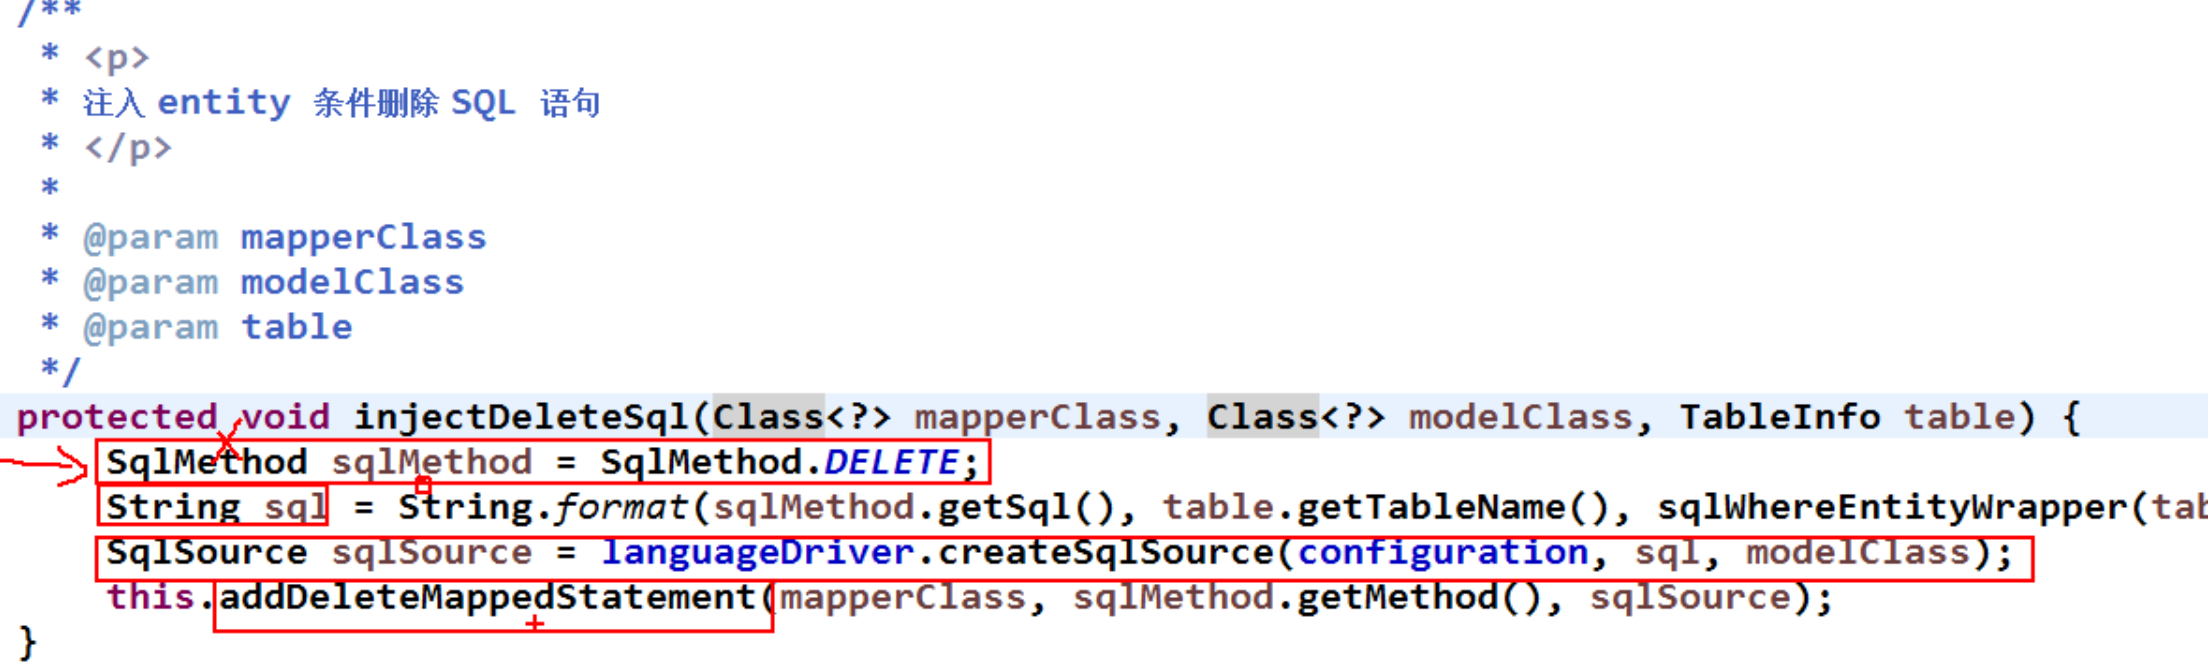 /**
 * <p>
 * 注入 entity 条件删除 SQL 语句
 * </p>
 *
 * @param mapperClass
 * @param modelClass
 * @param table
 */
protected void injectDeleteSql(Class<?> mapperClass, Class<?> modelClass, TableInfo table) {
SqlMethod sqlMethod = SqlMethod.DELETE;
String sql = String.format(sqlMethod.getSql(), table.getTableName(), sqlWhereEntityWrapper(tab
SqlSource sqlSource = languageDriver.createSqlSource(configuration, sql, modelClass);
this.addDeleteMappedStatement(mapperClass, sqlMethod.getMethod(), sqlSource);
}